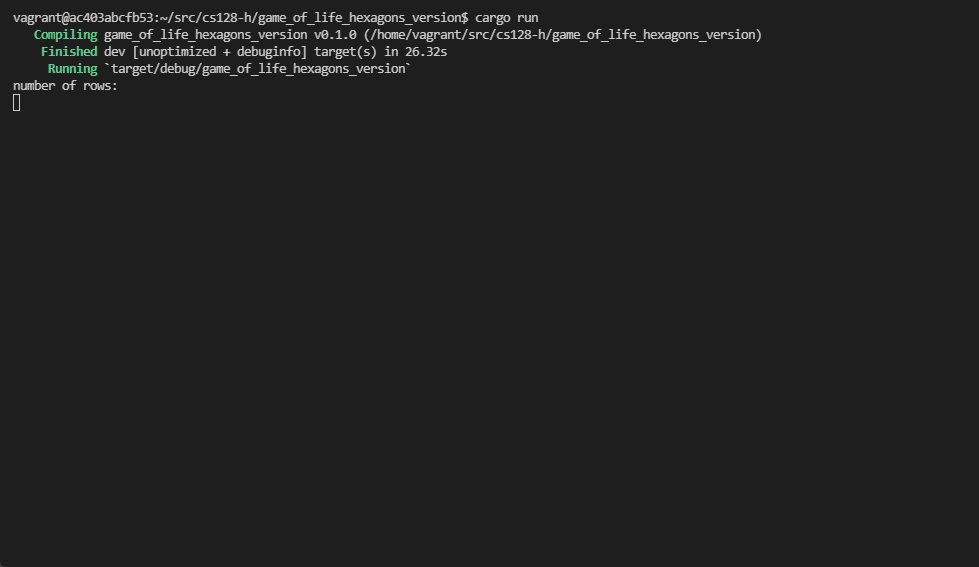 vagrant@ac403abcfb53:~/src/cs128-h/game_of_life_hexagons_version$ cargo run
   Compiling game_of_life_hexagons_version v0.1.0 (/home/vagrant/src/cs128-h/game_of_life_hexagons_version)
    Finished dev [unoptimized + debuginfo] target(s) in 26.32s
     Running `target/debug/game_of_life_hexagons_version`
number of rows: